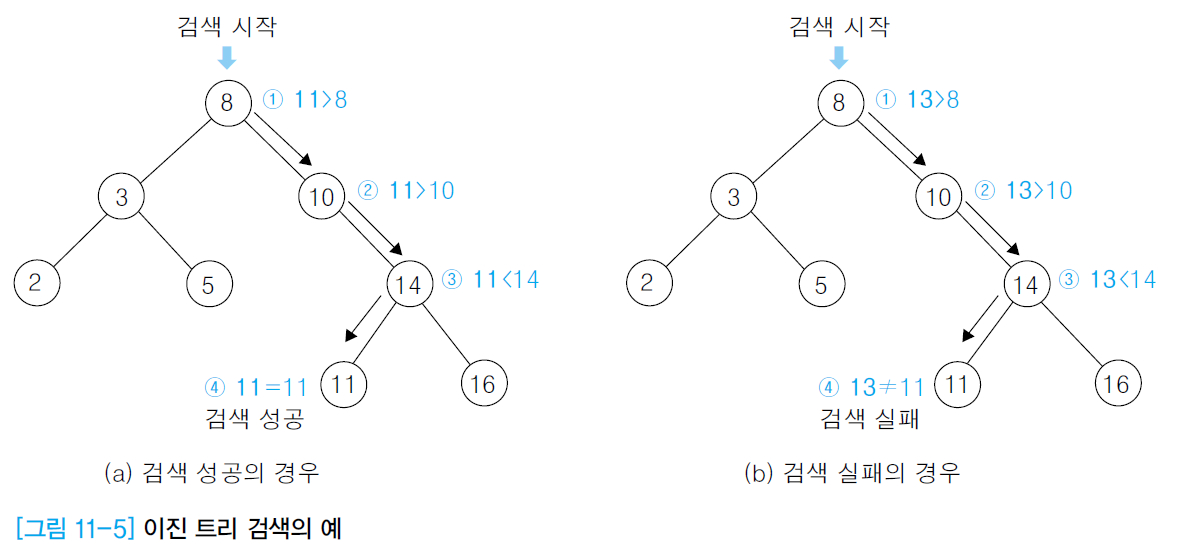 검색 시작
8 ① 11>8
3 10 ② 11>10
2 5 14 ③ 11<14
④ 11=11 11 16
검색 성공
(a) 검색 성공의 경우
검색 시작
8 ① 13>8
3 10 ② 13>10
2 5 14 ③ 13<14
④ 13≠11 11 16
검색 실패
(b) 검색 실패의 경우
[그림 11-5] 이진 트리 검색의 예